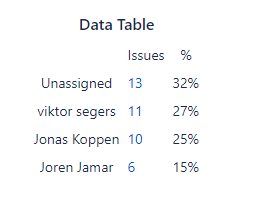 Data Table
Issues %
Unassigned 13 32%
viktor segers 11 27%
Jonas Koppen 10 25%
Joren Jamar 6 15%